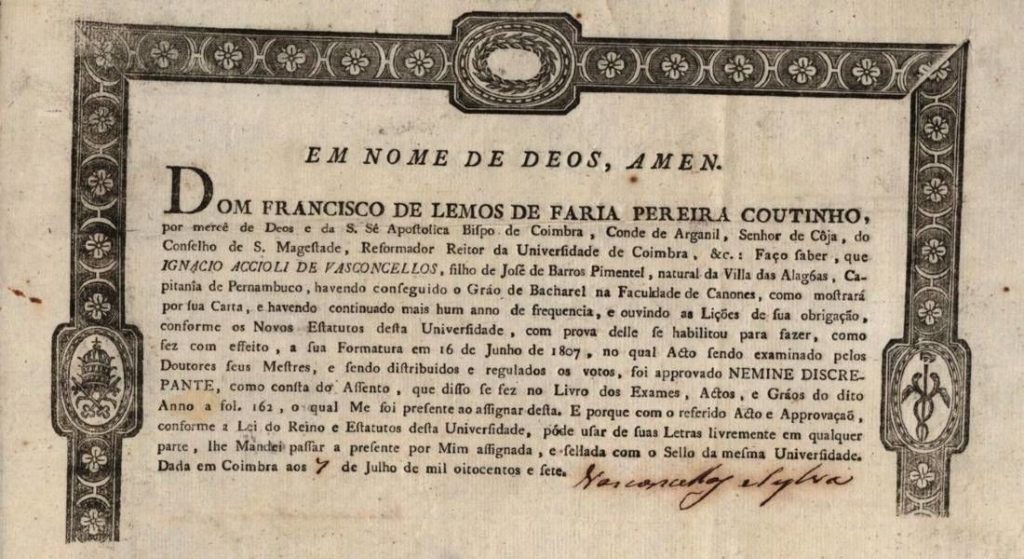 EM NOME DE DEOS, AMEN.
DOM FRANCISCO DE LEMOS DE FARIA PEREIRA COUTINHO,
por mercê de Deos e da S. Sé Apoſtolica Biſpo de Coimbra, Conde de Arganil, Senhor de Côja, do
Conſelho de S. Mageſtade, Reformador Reitor da Univerſidade de Coimbra, &c.: Faço ſaber, que
IGNACIO ACCIOLI DE VASCONCELLOS, filho de Joſé de Barros Pimentel, natural da Villa das Alagôas, Ca-
pitanîa de Pernambuco, havendo conſeguido o Gráo de Bacharel na Faculdade de Canones, como moſtrará
por ſua Carta, e havendo continuado mais hum anno de frequencia, e ouvindo as Lições de ſua obrigação,
conforme os Novos Eſtatutos deſta Univerſidade, com prova delle ſe habilitou para fazer, como
fez com effeito, a ſua Formatura em 16 de Junho de 1807, no qual Acto ſendo examinado pelos
Doutores ſeus Meſtres, e ſendo diſtribuidos e regulados os votos, foi approvado NEMINE DISCRE-
PANTE, como conſta do Aſſento, que diſſo ſe fez no Livro dos Exames, Actos, e Gráos do dito
Anno a fol. 162, o qual Me foi preſente ao aſſignar deſta. E porque com o referido Acto e Approvaçaõ,
conforme a Lei do Reino e Eſtatutos deſta Univerſidade, póde uſar de ſuas Letras livremente em qualquer
parte, lhe Mandei paſſar a preſente por Mim aſſignada, e ſellada com o Sello da meſma Univerſidade.
Dada em Coimbra aos 7 de Julho de mil oitocentos e ſete. Vasconcellos e Sylva